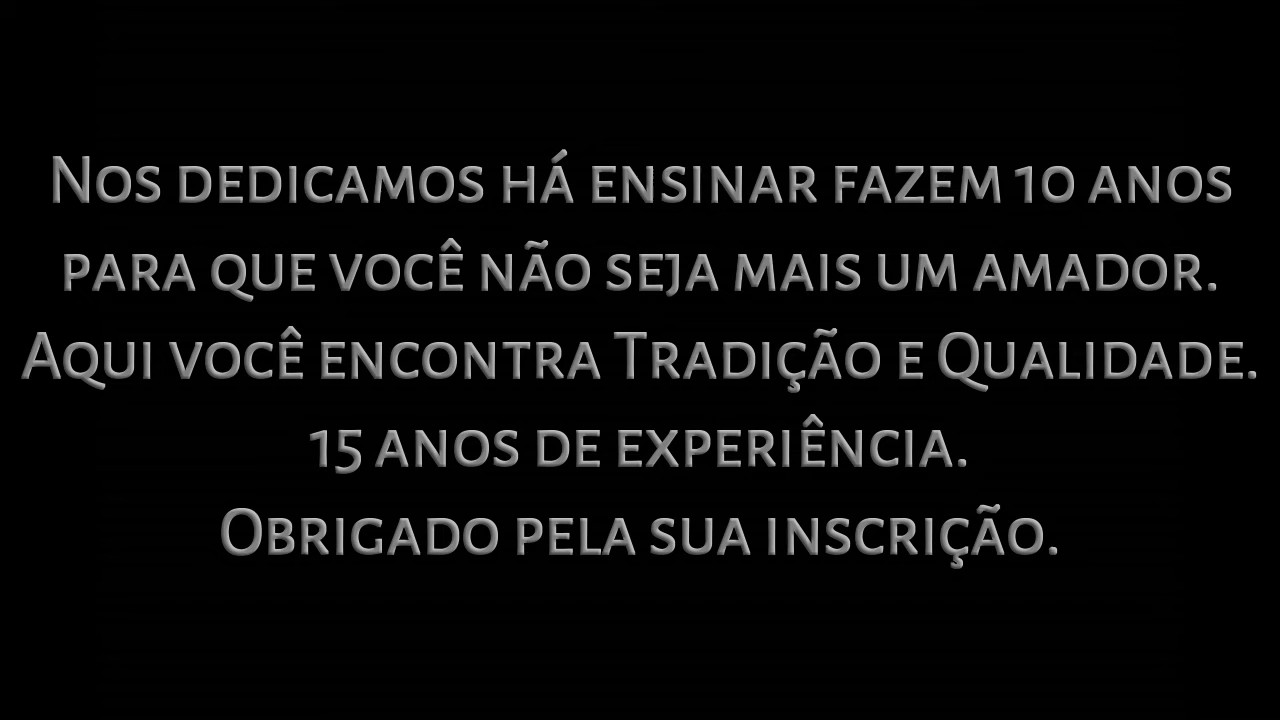 Nos dedicamos há ensinar fazem 10 anos
para que você não seja mais um amador.
Aqui você encontra Tradição e Qualidade.
15 anos de experiência.
Obrigado pela sua inscrição.